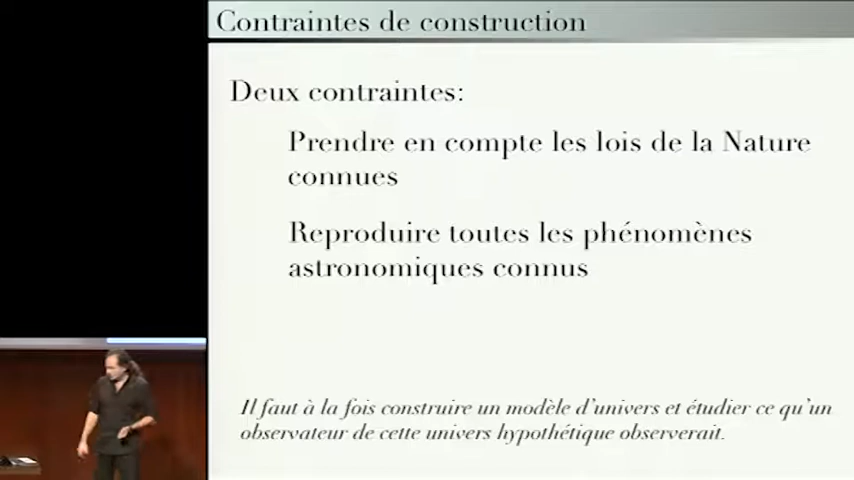 Contraintes de construction
Deux contraintes:
Prendre en compte les lois de la Nature
connues
Reproduire toutes les phénomènes
astronomiques connus
Il faut à la fois construire un modèle d'univers et étudier ce qu'un
observateur de cette univers hypothétique observerait.